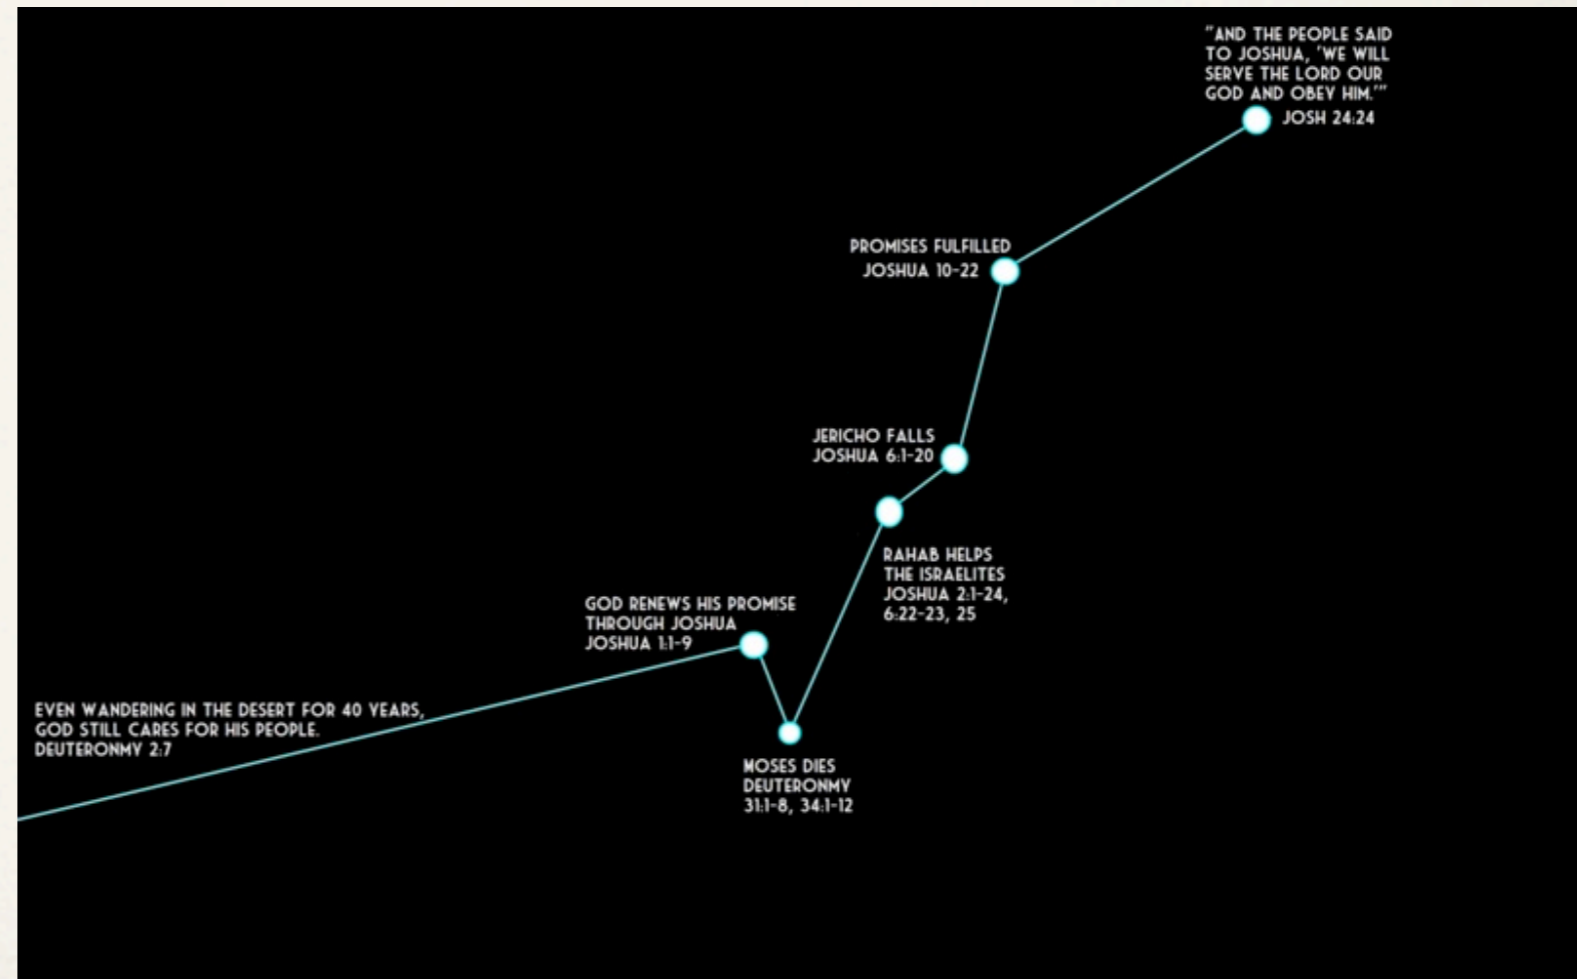 "AND THE PEOPLE SAID
TO JOSHUA, 'WE WILL
SERVE THE LORD OUR
GOD AND OBEY HIM.'"
JOSH 24:24
PROMISES FULFILLED
JOSHUA 10-22
JERICHO FALLS
JOSHUA 6:1-20
RAHAB HELPS
THE ISRAELITES
JOSHUA 2:1-24,
6:22-23, 25
GOD RENEWS HIS PROMISE
THROUGH JOSHUA
JOSHUA 1:1-9
EVEN WANDERING IN THE DESERT FOR 40 YEARS,
GOD STILL CARES FOR HIS PEOPLE.
DEUTERONMY 2:7
MOSES DIES
DEUTERONMY
31:1-8, 34:1-12